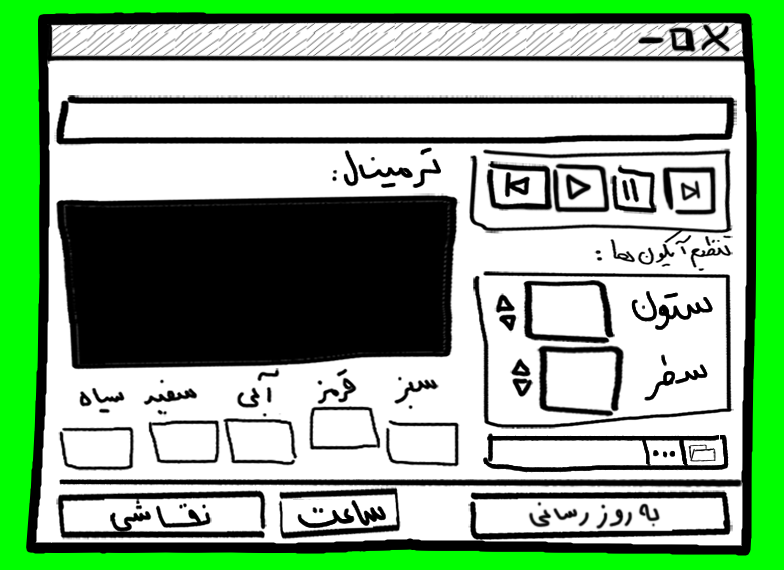 ترمینال:
تنظیم آیکون ها:
ستون
سطر
سبز قرمز آبی سفید سیاه
...
به روز رسانی ساعت نقاشی